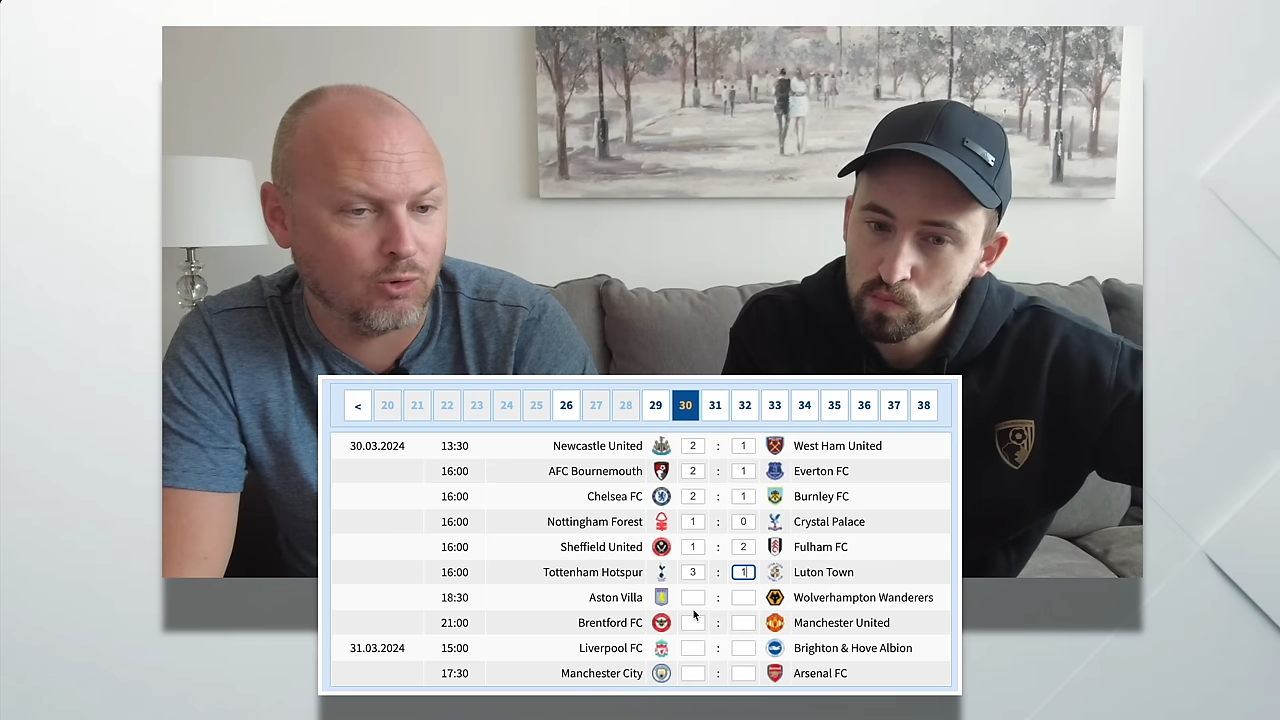 < 20 21 22 23 24 25 26 27 28 29 30 31 32 33 34 35 36 37 38
30.03.2024 13:30 Newcastle United 2 : 1 West Ham United
16:00 AFC Bournemouth 2 : 1 Everton FC
16:00 Chelsea FC 2 : 1 Burnley FC
16:00 Nottingham Forest 1 : 0 Crystal Palace
16:00 Sheffield United 1 : 2 Fulham FC
16:00 Tottenham Hotspur 3 : 1 Luton Town
18:30 Aston Villa : Wolverhampton Wanderers
21:00 Brentford FC : Manchester United
31.03.2024 15:00 Liverpool FC : Brighton & Hove Albion
17:30 Manchester City : Arsenal FC